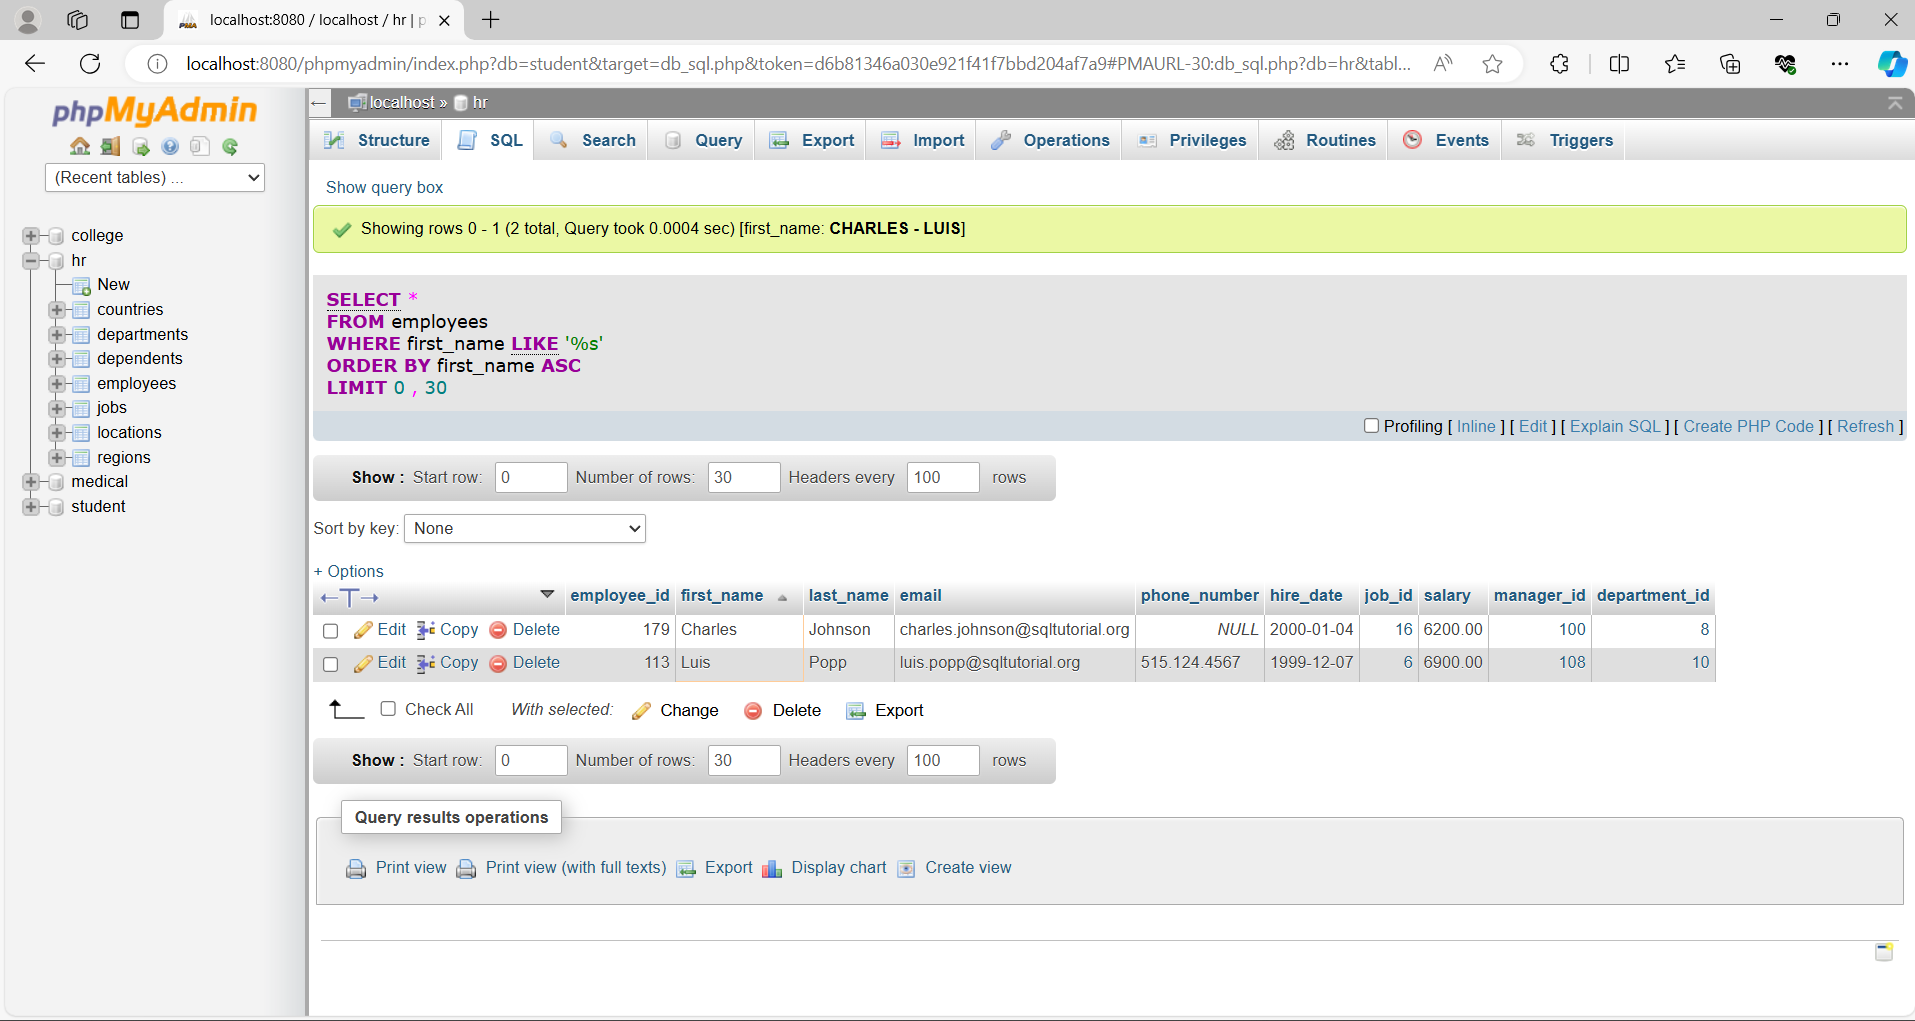 localhost:8080 / localhost / hr | p
localhost:8080/phpmyadmin/index.php?db=student&target=db_sql.php&token=d6b81346a030e921f41f7bbd204af7a9#PMAURL-30:db_sql.php?db=hr&tabl...
phpMyAdmin
(Recent tables) ...
college
hr
New
countries
departments
dependents
employees
jobs
locations
regions
medical
student
localhost » hr
Structure SQL Search Query Export Import Operations Privileges Routines Events Triggers
Show query box
Showing rows 0 - 1 (2 total, Query took 0.0004 sec) [first_name: CHARLES - LUIS]
SELECT *
FROM employees
WHERE first_name LIKE '%s'
ORDER BY first_name ASC
LIMIT 0 , 30
Profiling [ Inline ] [ Edit ] [ Explain SQL ] [ Create PHP Code ] [ Refresh ]
Show : Start row: 0 Number of rows: 30 Headers every 100 rows
Sort by key: None
+ Options
employee_id first_name last_name email phone_number hire_date job_id salary manager_id department_id
Edit Copy Delete 179 Charles Johnson charles.johnson@sqltutorial.org NULL 2000-01-04 16 6200.00 100 8
Edit Copy Delete 113 Luis Popp luis.popp@sqltutorial.org 515.124.4567 1999-12-07 6 6900.00 108 10
Check All With selected: Change Delete Export
Show : Start row: 0 Number of rows: 30 Headers every 100 rows
Query results operations
Print view Print view (with full texts) Export Display chart Create view